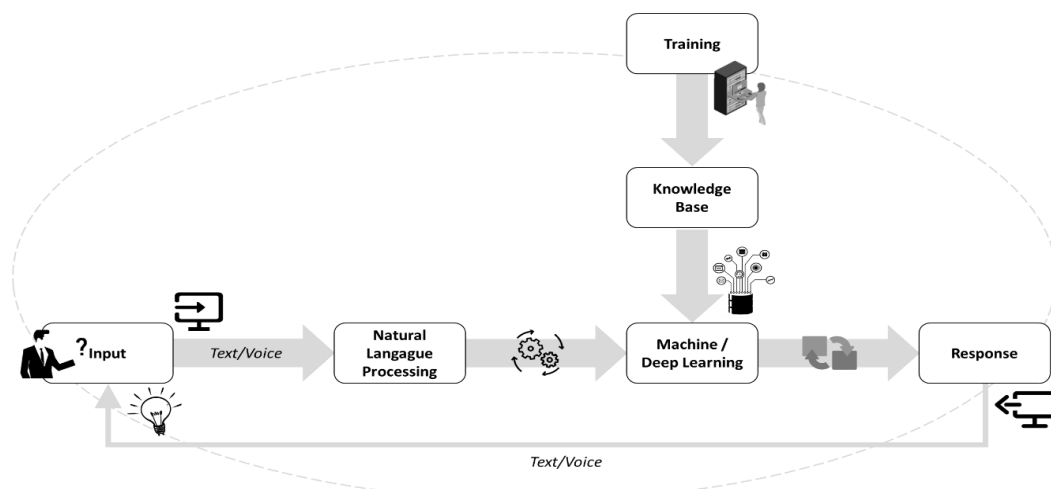 Training
Knowledge
Base
?Input
Text/Voice
Natural
Langague
Processing
Machine /
Deep Learning
Response
Text/Voice